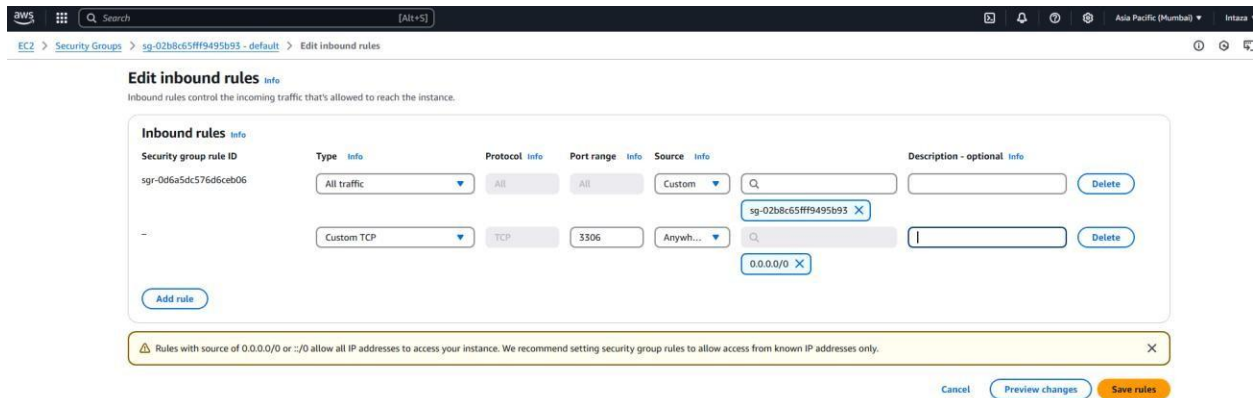 aws Search [Alt+S] Asia Pacific (Mumbai) Intaza
EC2 > Security Groups > sg-02b8c65fff9495b93 - default > Edit inbound rules
Edit inbound rules Info
Inbound rules control the incoming traffic that's allowed to reach the instance.
Inbound rules Info
Security group rule ID Type Info Protocol Info Port range Info Source Info Description - optional Info
sgr-0d6a5dc576d6ceb06 All traffic All All Custom Delete
sg-02b8c65fff9495b93
– Custom TCP TCP 3306 Anywh... Delete
0.0.0.0/0
Add rule
Rules with source of 0.0.0.0/0 or ::/0 allow all IP addresses to access your instance. We recommend setting security group rules to allow access from known IP addresses only.
Cancel Preview changes Save rules